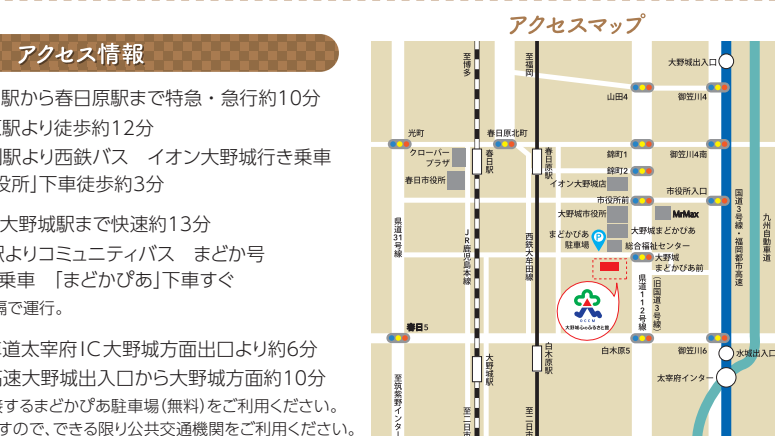 アクセス情報
駅から春日原駅まで特急・急行約10分
駅より徒歩約12分
駅より西鉄バス　イオン大野城行き乗車
役所」下車徒歩約3分
大野城駅まで快速約13分
よりコミュニティバス　まどか号
乗車　「まどかぴあ」下車すぐ
隔で運行。
道太宰府IC大野城方面出口より約6分
高速大野城出入口から大野城方面約10分
するまどかぴあ駐車場(無料)をご利用ください。
すので、できる限り公共交通機関をご利用ください。
アクセスマップ
至博多
至福岡
大野城出入口
山田4
御笠川4
光町
春日原北町
クローバー
プラザ
春日駅
春日原駅
錦町1
御笠川4南
錦町2
春日市役所
イオン大野城店
市役所入口
市役所前
大野城市役所
MrMax
まどかぴあ
駐車場
P
大野城まどかぴあ
総合福祉センター
大野城
まどかぴあ前
県道31号線
JR鹿児島本線
西鉄大牟田線
国道3号線・福岡都市高速
九州自動車道
県道112号線
(旧国道3号線)
OCCM
大野城心のふるさと館
春日5
大野城駅
白木原駅
白木原5
御笠川6
水城出入口
太宰府インター
至筑紫野インター
至二日市
至二日市